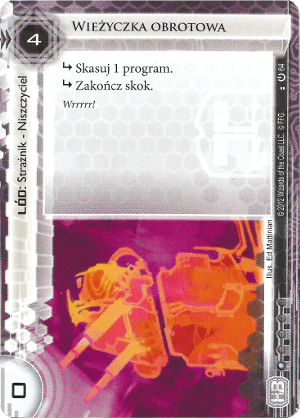 4
Wieżyczka obrotowa
↳ Skasuj 1 program.
↳ Zakończ skok.
Wrrrrr!
LÓD: Strażnik - Niszczyciel
64
© 2012 Wizards of the Coast LLC. © FFG
Illus. Ed Mattinian
0
HB